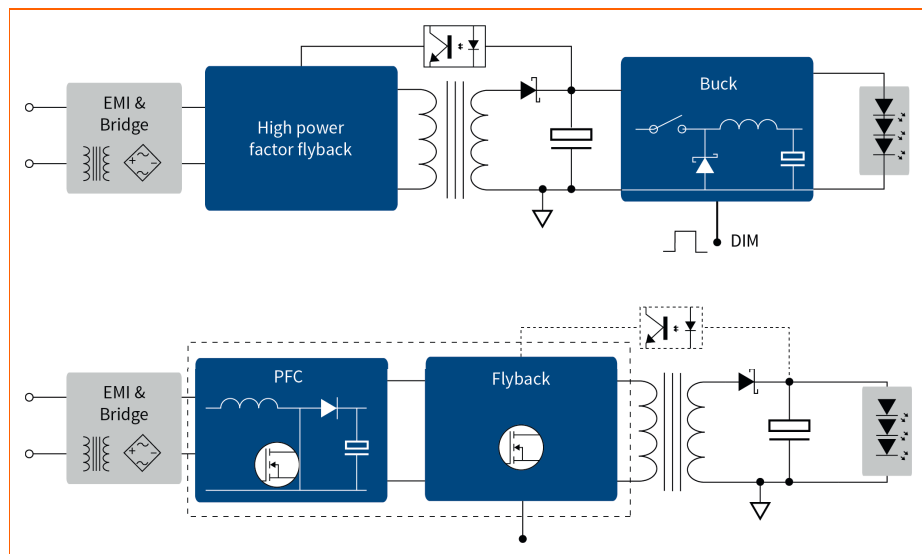 EMI &
Bridge
High power
factor flyback
Buck
DIM
EMI &
Bridge
PFC
Flyback